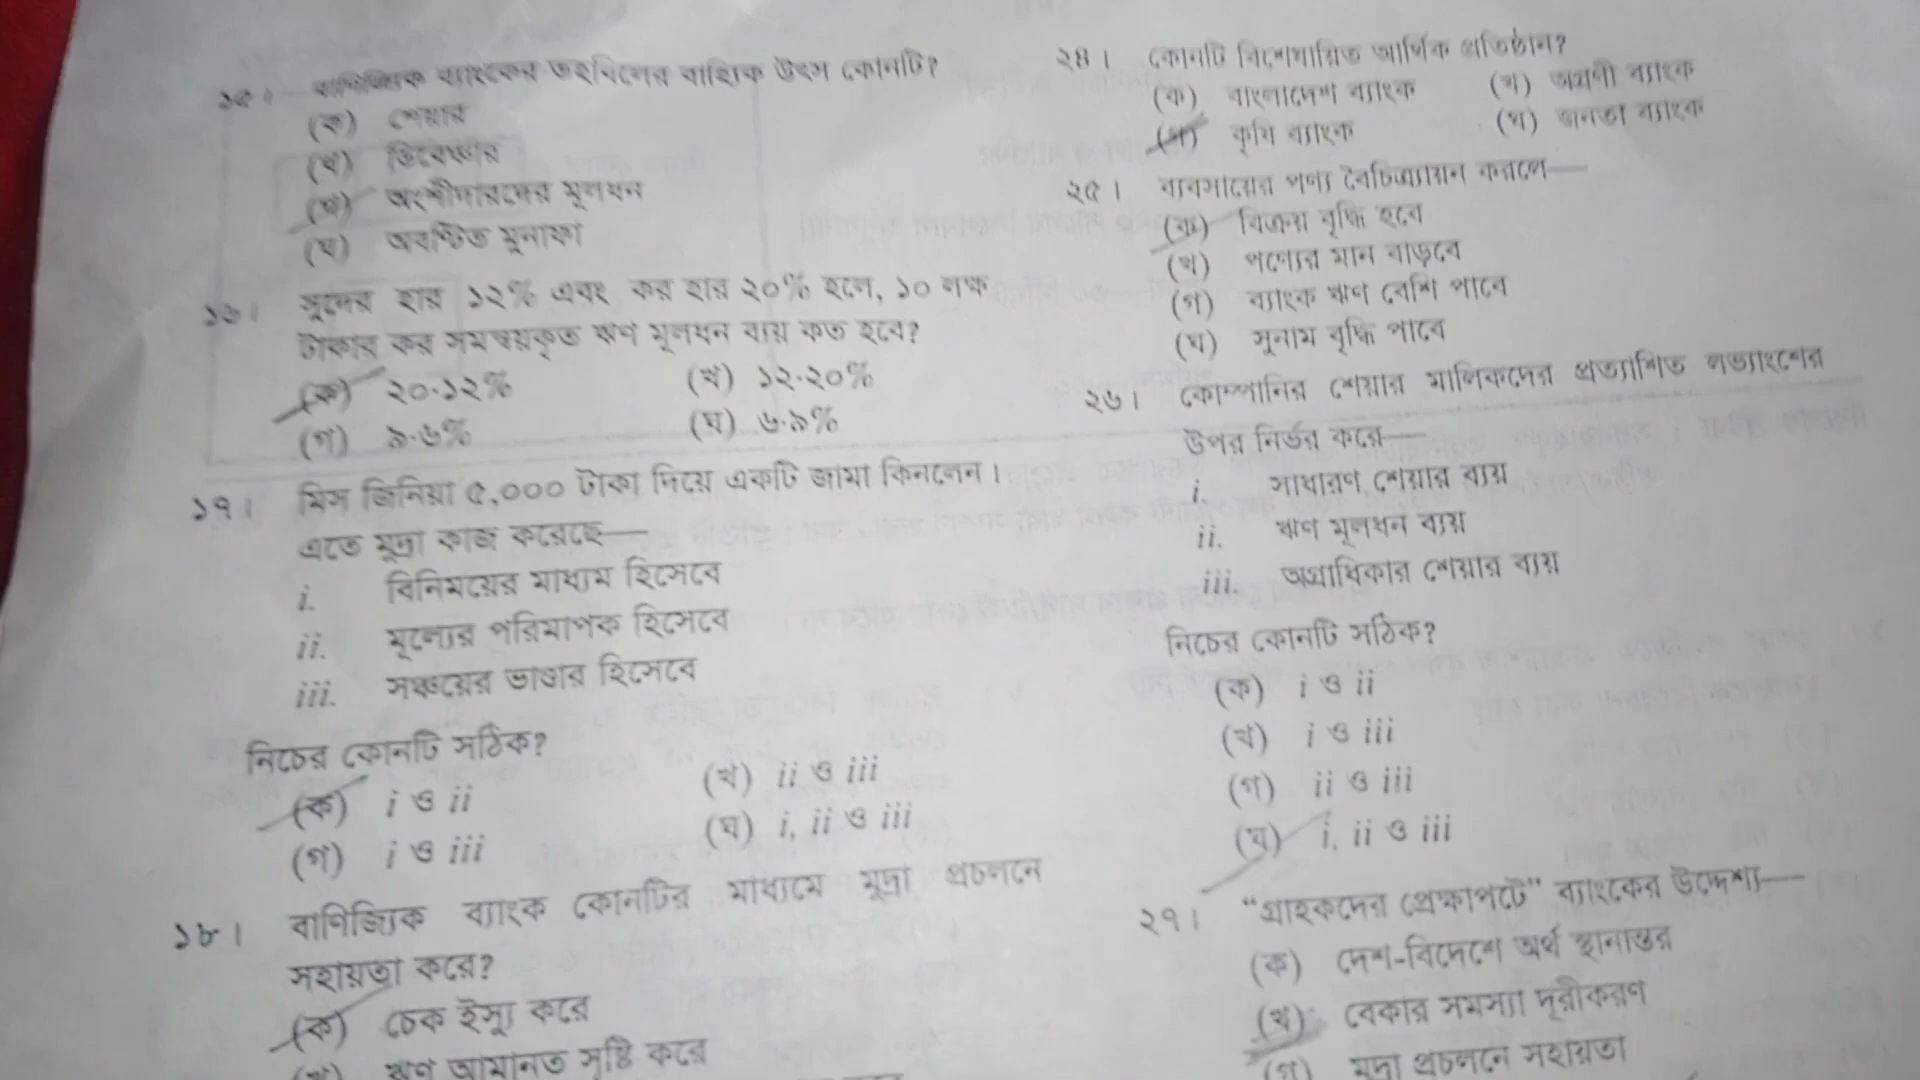 ১৫। বাণিজ্যিক ব্যাংকের তহবিলের বাহ্যিক উৎস কোনটি?
(ক) শেয়ার
(খ) ডিবেঞ্চার
(গ) অংশীদারদের মূলধন
(ঘ) অবণ্টিত মুনাফা
১৬। সুদের হার ১২% এবং কর হার ২০% হলে, ১০ লক্ষ
টাকার কর সমন্বয়কৃত ঋণ মূলধন ব্যয় কত হবে?
(ক) ২০.১২% (খ) ১২.২০%
(গ) ৯.৬% (ঘ) ৬.৯%
১৭। মিস জিনিয়া ৫,০০০ টাকা দিয়ে একটি জামা কিনলেন।
এতে মুদ্রা কাজ করেছে—
i. বিনিময়ের মাধ্যম হিসেবে
ii. মূল্যের পরিমাপক হিসেবে
iii. সঞ্চয়ের ভাণ্ডার হিসেবে
নিচের কোনটি সঠিক?
(ক) i ও ii (খ) ii ও iii
(গ) i ও iii (ঘ) i, ii ও iii
১৮। বাণিজ্যিক ব্যাংক কোনটির মাধ্যমে মুদ্রা প্রচলনে
সহায়তা করে?
(ক) চেক ইস্যু করে
(খ) ঋণ আমানত সৃষ্টি করে
২৪। কোনটি বিশেষায়িত আর্থিক প্রতিষ্ঠান?
(ক) বাংলাদেশ ব্যাংক (খ) অগ্রণী ব্যাংক
(গ) কৃষি ব্যাংক (ঘ) জনতা ব্যাংক
২৫। ব্যবসায়ের পণ্য বৈচিত্র্যায়ন করলে—
(ক) বিক্রয় বৃদ্ধি হবে
(খ) পণ্যের মান বাড়বে
(গ) ব্যাংক ঋণ বেশি পাবে
(ঘ) সুনাম বৃদ্ধি পাবে
২৬। কোম্পানির শেয়ার মালিকদের প্রত্যাশিত লভ্যাংশের
উপর নির্ভর করে—
i. সাধারণ শেয়ার ব্যয়
ii. ঋণ মূলধন ব্যয়
iii. অগ্রাধিকার শেয়ার ব্যয়
নিচের কোনটি সঠিক?
(ক) i ও ii
(খ) i ও iii
(গ) ii ও iii
(ঘ) i, ii ও iii
২৭। “গ্রাহকদের প্রেক্ষাপটে” ব্যাংকের উদ্দেশ্য—
(ক) দেশ-বিদেশে অর্থ স্থানান্তর
(খ) বেকার সমস্যা দূরীকরণ
(গ) মুদ্রা প্রচলনে সহায়তা